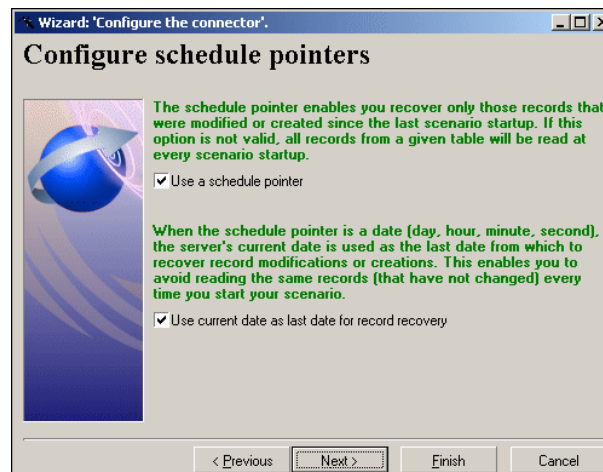 Wizard: 'Configure the connector'.
Configure schedule pointers
The schedule pointer enables you recover only those records that
were modified or created since the last scenario startup. If this
option is not valid, all records from a given table will be read at
every scenario startup.
Use a schedule pointer
When the schedule pointer is a date (day, hour, minute, second),
the server's current date is used as the last date from which to
recover record modifications or creations. This enables you to
avoid reading the same records (that have not changed) every
time you start your scenario.
Use current date as last date for record recovery
< Previous
Next >
Finish
Cancel